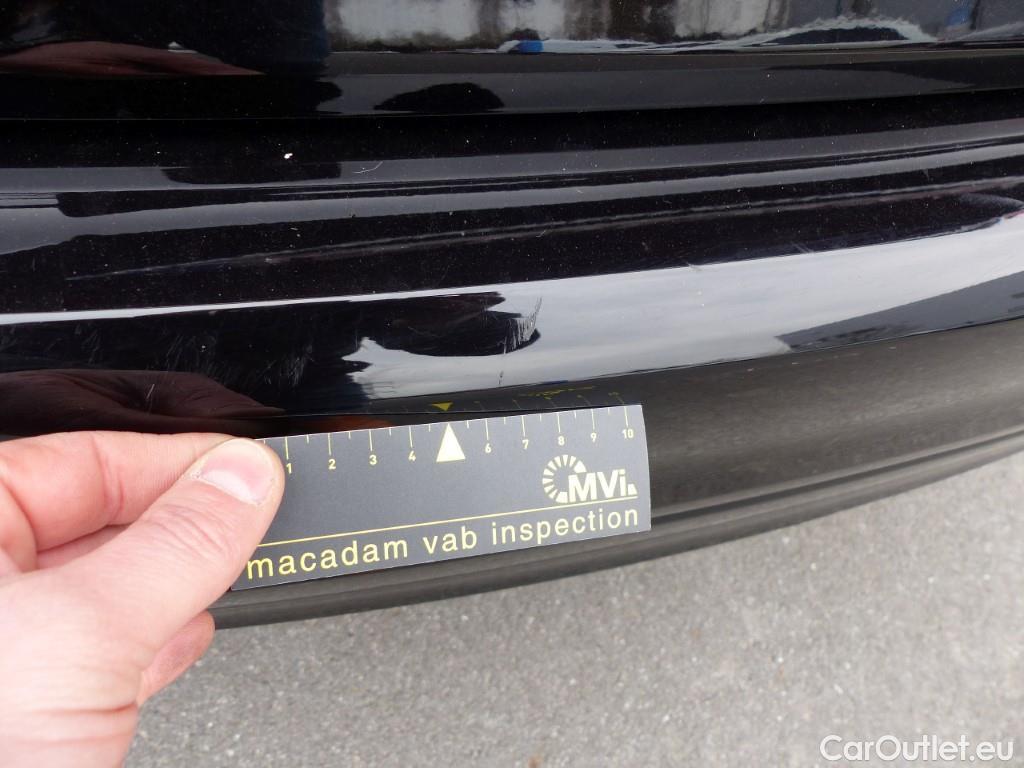 1 2 3 4 6 7 8 9 10
MVi
macadam vab inspection
CarOutlet.eu